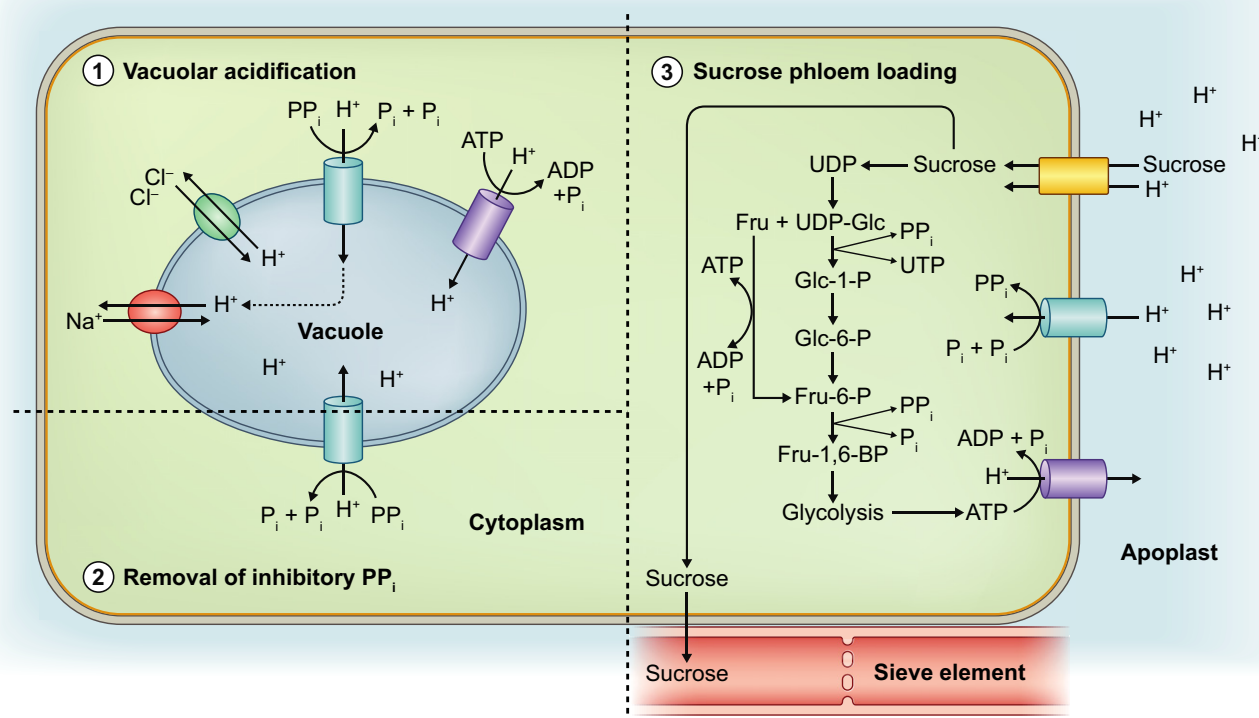 1 Vacuolar acidification
PPi H+ Pi + Pi
ATP
H+
ADP
+Pi
Cl–
Cl–
H+
H+
Na+
H+
Vacuole
H+
H+
Pi + Pi H+ PPi
Cytoplasm
2 Removal of inhibitory PPi
3 Sucrose phloem loading
UDP Sucrose
Fru + UDP-Glc
PPi
UTP
ATP
Glc-1-P
Glc-6-P
ADP
+Pi
Fru-6-P
PPi
Pi
Fru-1,6-BP
Glycolysis ATP
ADP + Pi
H+
PPi
Pi + Pi
H+
H+
H+
Sucrose
H+
H+
H+
H+
H+
H+
Apoplast
Sucrose
Sucrose
Sieve element